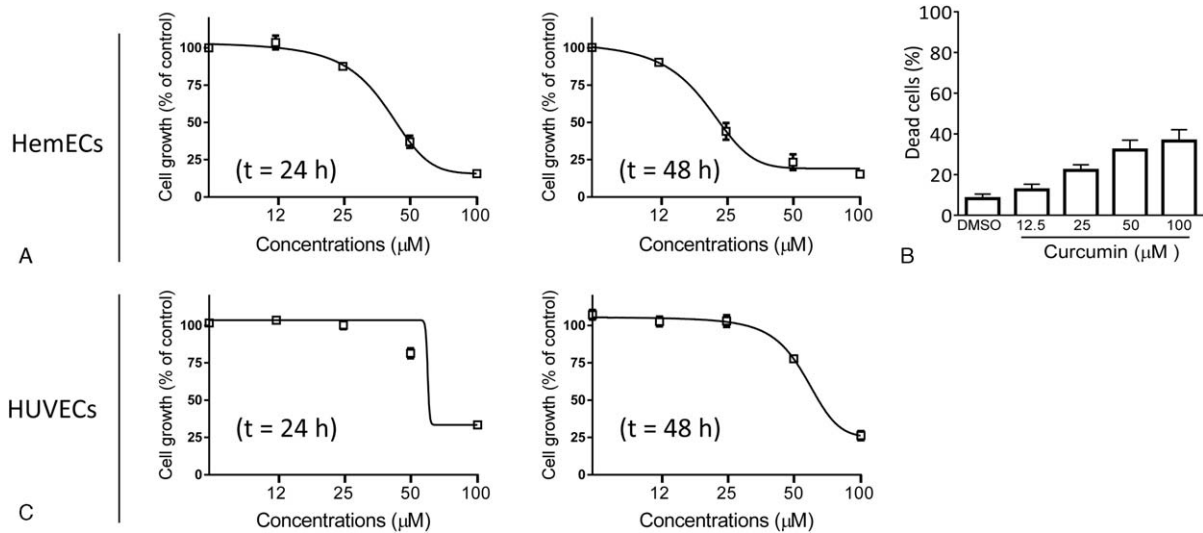 A
HemECs
Cell growth (% of control)
100
75
50
25
0
(t = 24 h)
12 25 50 100
Concentrations (μM)
Cell growth (% of control)
100
75
50
25
0
(t = 48 h)
12 25 50 100
Concentrations (μM)
B
Dead cells (%)
100
80
60
40
20
0
DMSO 12.5 25 50 100
Curcumin (μM )
C
HUVECs
Cell growth (% of control)
100
75
50
25
0
(t = 24 h)
12 25 50 100
Concentrations (μM)
Cell growth (% of control)
100
75
50
25
0
(t = 48 h)
12 25 50 100
Concentrations (μM)